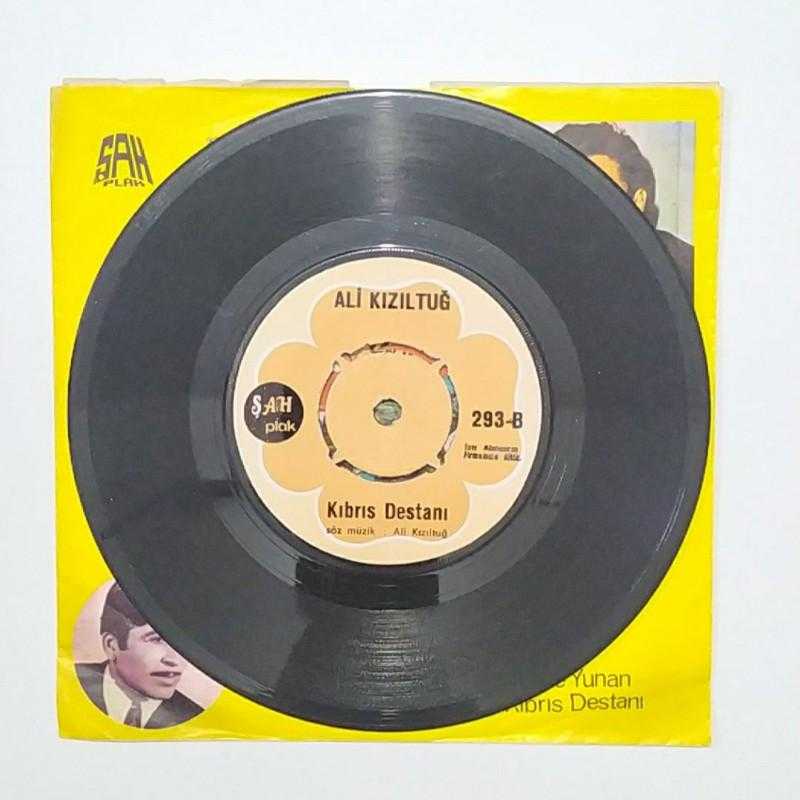 ŞAH
PLAK
ALİ KIZILTUĞ
ŞAH
plak
293-B
Kıbrıs Destanı
söz müzik : Ali Kızıltuğ
Yunan
Kıbrıs Destanı